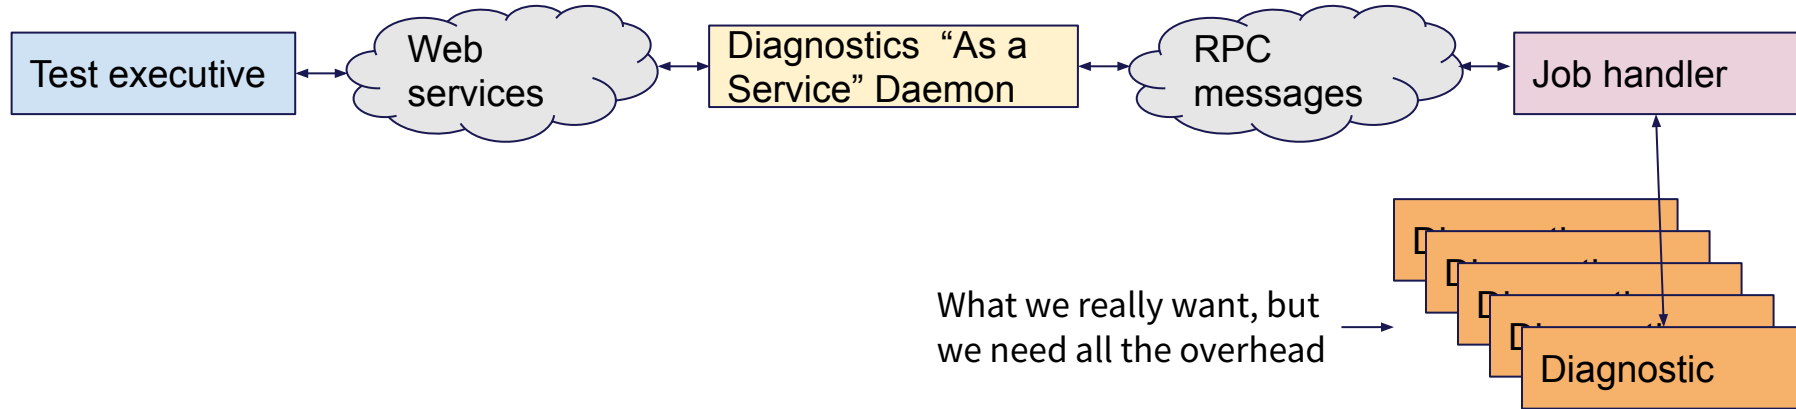 Test executive
Web
services
Diagnostics “As a
Service” Daemon
RPC
messages
Job handler
What we really want, but
we need all the overhead
Diagnostic